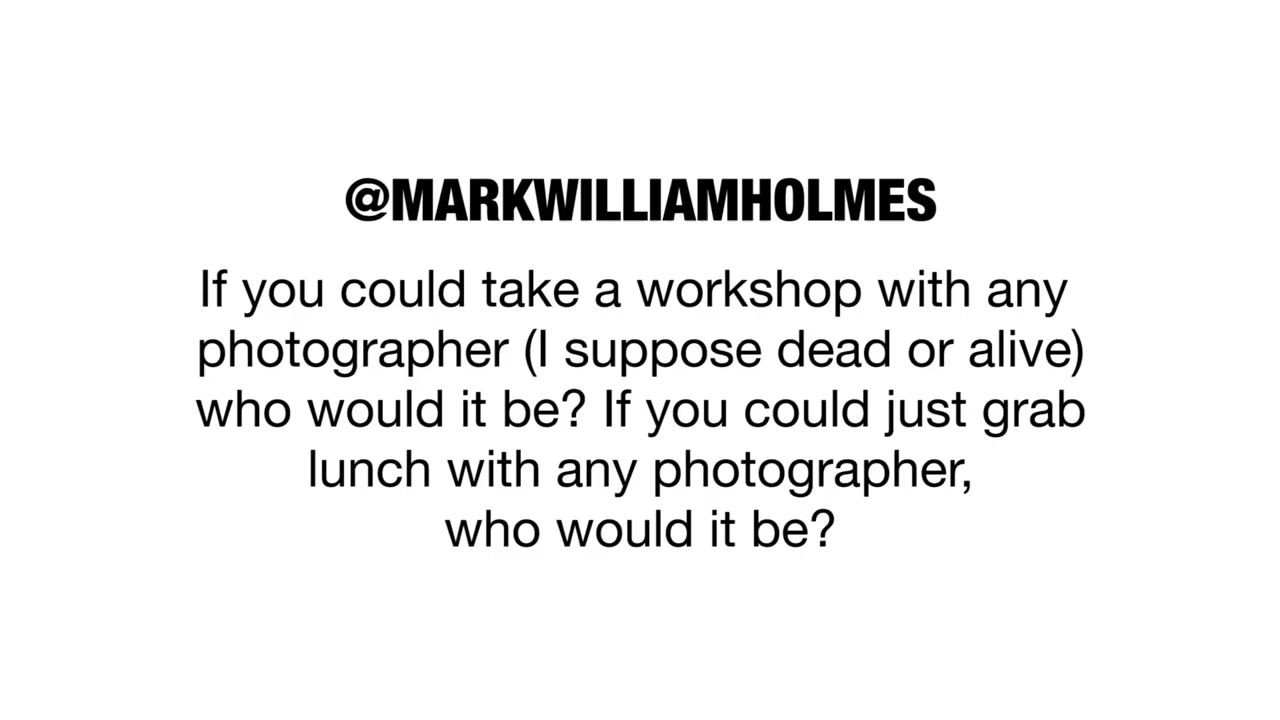 @MARKWILLIAMHOLMES
If you could take a workshop with any
photographer (I suppose dead or alive)
who would it be? If you could just grab
lunch with any photographer,
who would it be?